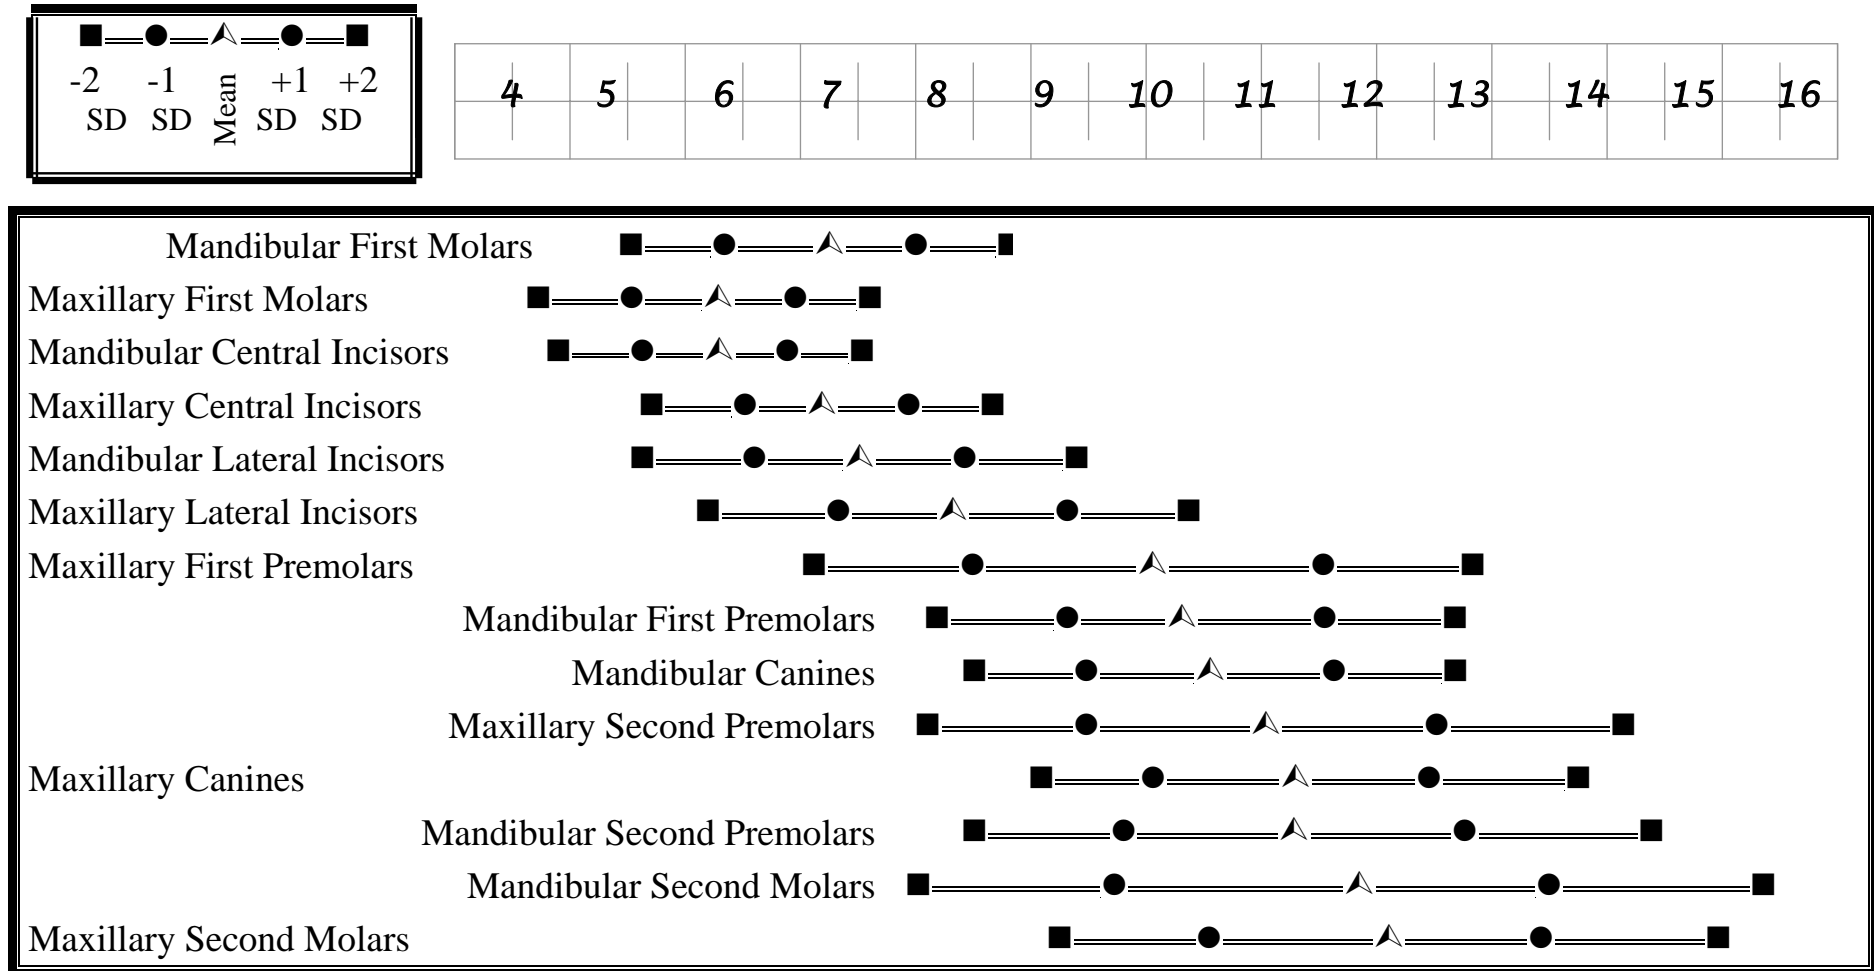 -2 -1 Mean +1 +2
SD SD SD SD
4 5 6 7 8 9 10 11 12 13 14 15 16
Mandibular First Molars
Maxillary First Molars
Mandibular Central Incisors
Maxillary Central Incisors
Mandibular Lateral Incisors
Maxillary Lateral Incisors
Maxillary First Premolars
Mandibular First Premolars
Mandibular Canines
Maxillary Second Premolars
Maxillary Canines
Mandibular Second Premolars
Mandibular Second Molars
Maxillary Second Molars